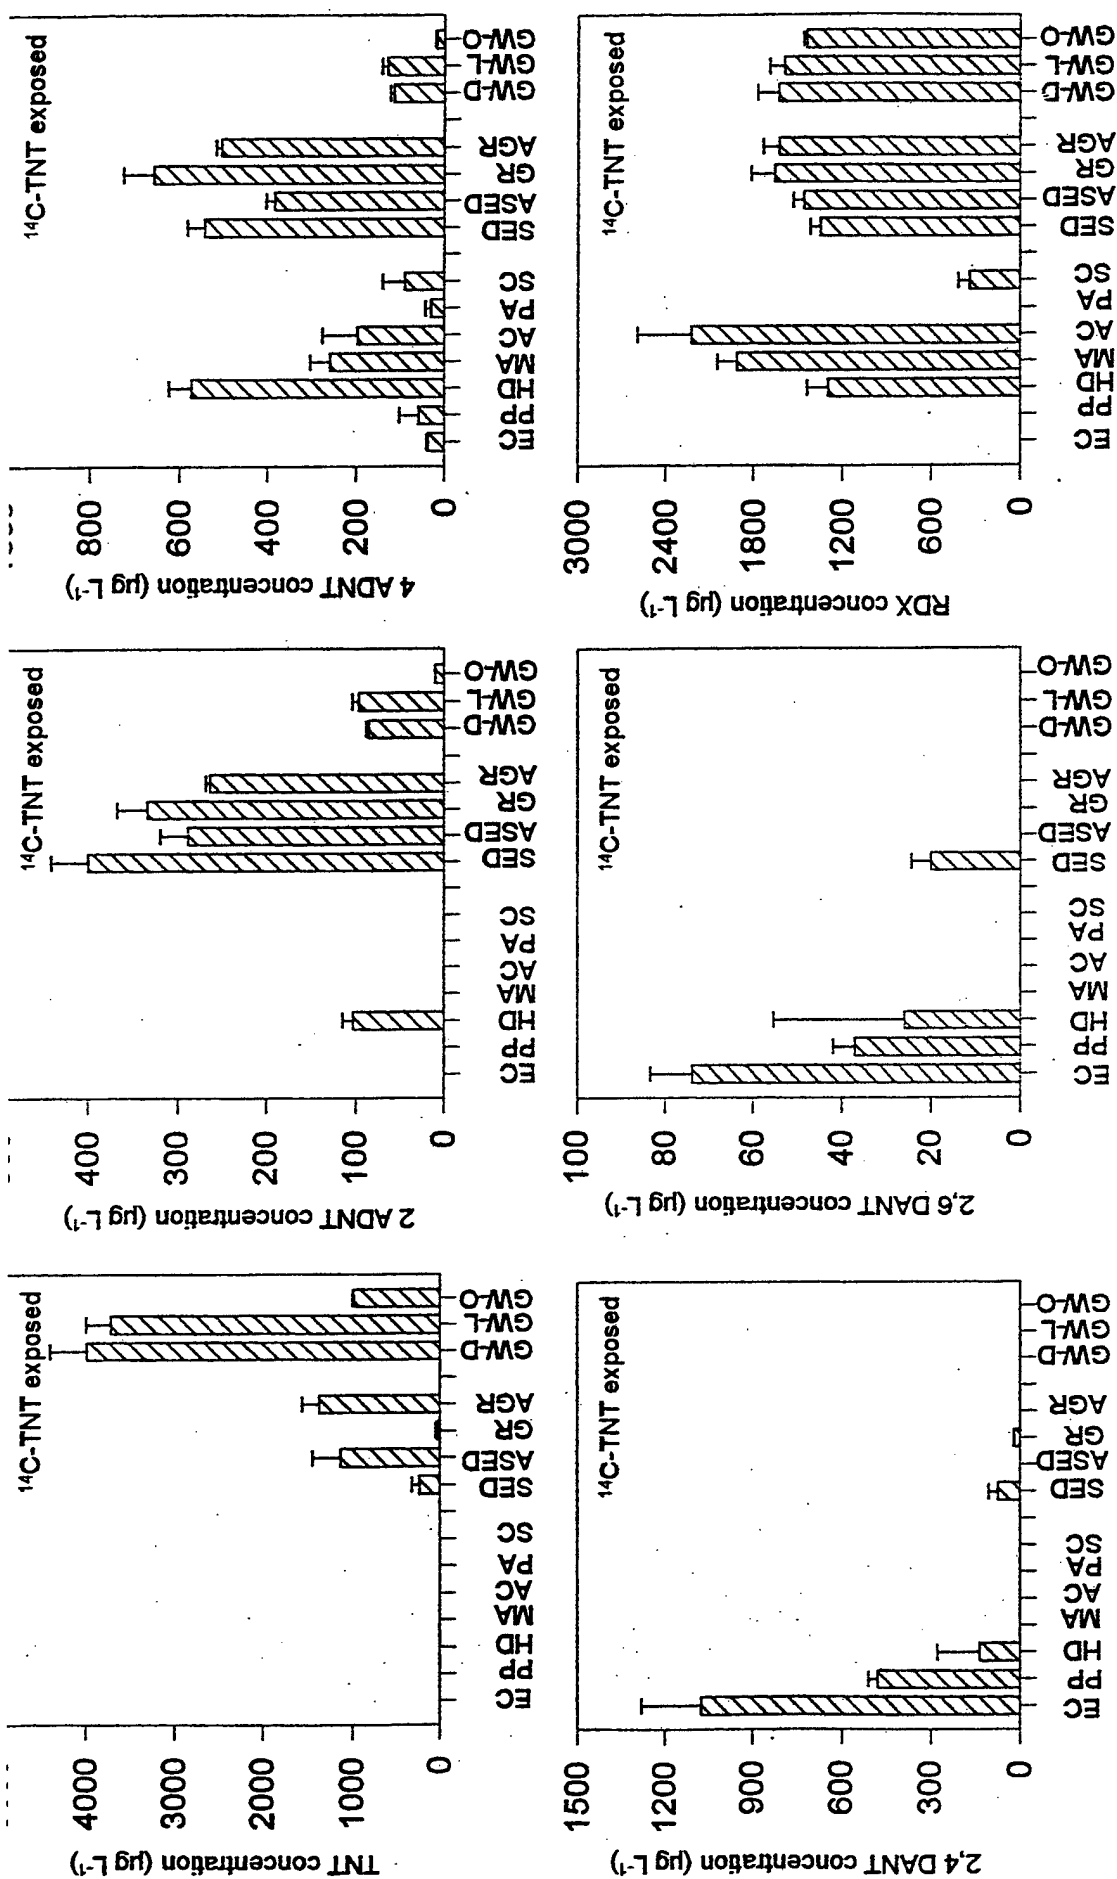 TNT concentration (µg L-1)
4000
3000
2000
1000
0
14C-TNT exposed
EC PP HD MA AC PA SC SED ASED GR AGR GW-D GW-L GW-O
2 ADNT concentration (µg L-1)
400
300
200
100
0
14C-TNT exposed
EC PP HD MA AC PA SC SED ASED GR AGR GW-D GW-L GW-O
4 ADNT concentration (µg L-1)
800
600
400
200
0
14C-TNT exposed
EC PP HD MA AC PA SC SED ASED GR AGR GW-D GW-L GW-O
2,4 DANT concentration (µg L-1)
1500
1200
900
600
300
0
14C-TNT exposed
EC PP HD MA AC PA SC SED ASED GR AGR GW-D GW-L GW-O
2,6 DANT concentration (µg L-1)
100
80
60
40
20
0
14C-TNT exposed
EC PP HD MA AC PA SC SED ASED GR AGR GW-D GW-L GW-O
RDX concentration (µg L-1)
3000
2400
1800
1200
600
0
14C-TNT exposed
EC PP HD MA AC PA SC SED ASED GR AGR GW-D GW-L GW-O